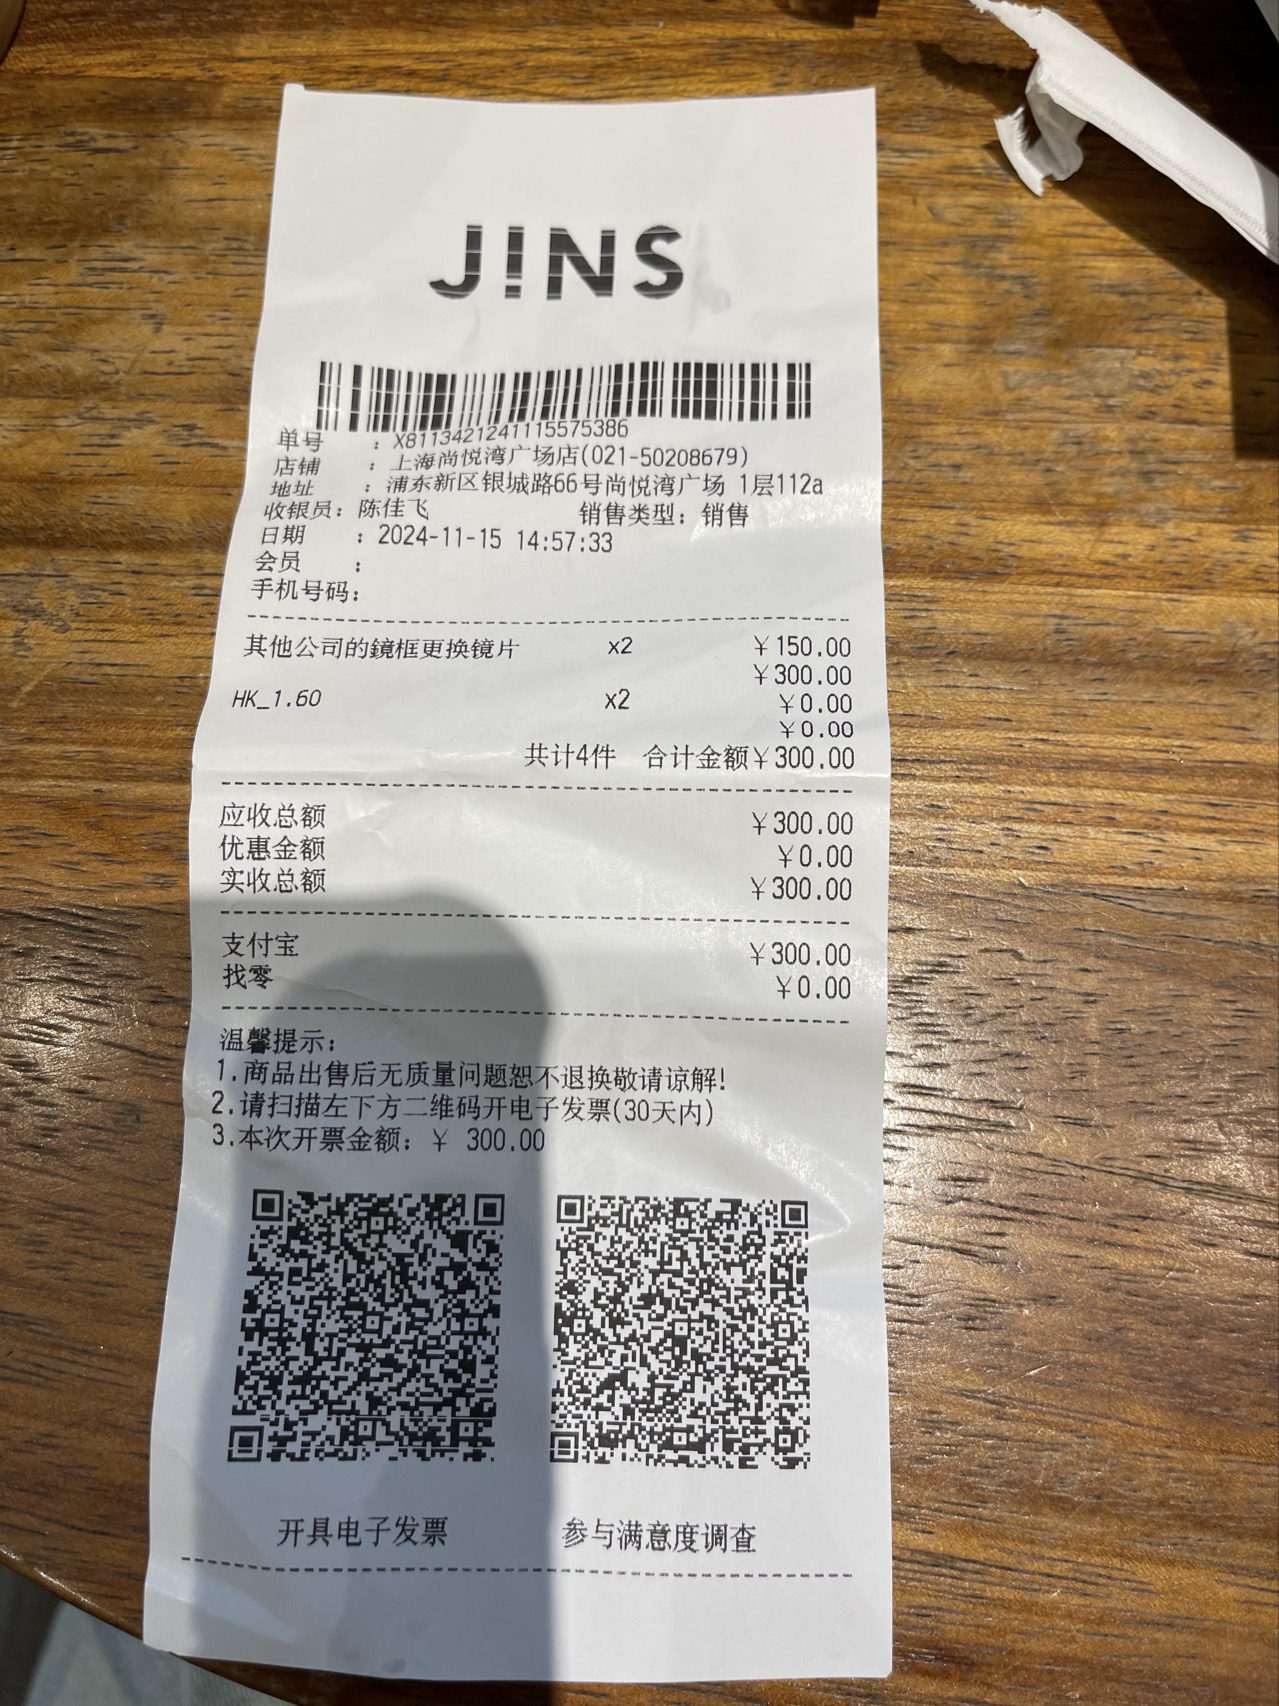 J!NS
单号 : X8113421241115575386
店铺 : 上海尚悦湾广场店(021-50208679)
地址 : 浦东新区银城路66号尚悦湾广场 1层112a
收银员: 陈佳飞 销售类型: 销售
日期 : 2024-11-15 14:57:33
会员 :
手机号码:
其他公司的鏡框更换镜片 x2 ¥150.00
¥300.00
HK_1.60 x2 ¥0.00
¥0.00
共计4件 合计金额¥300.00
应收总额 ¥300.00
优惠金额 ¥0.00
实收总额 ¥300.00
支付宝 ¥300.00
找零 ¥0.00
温馨提示:
1.商品出售后无质量问题恕不退换敬请谅解!
2.请扫描左下方二维码开电子发票(30天内)
3.本次开票金额: ¥ 300.00
开具电子发票 参与满意度调查